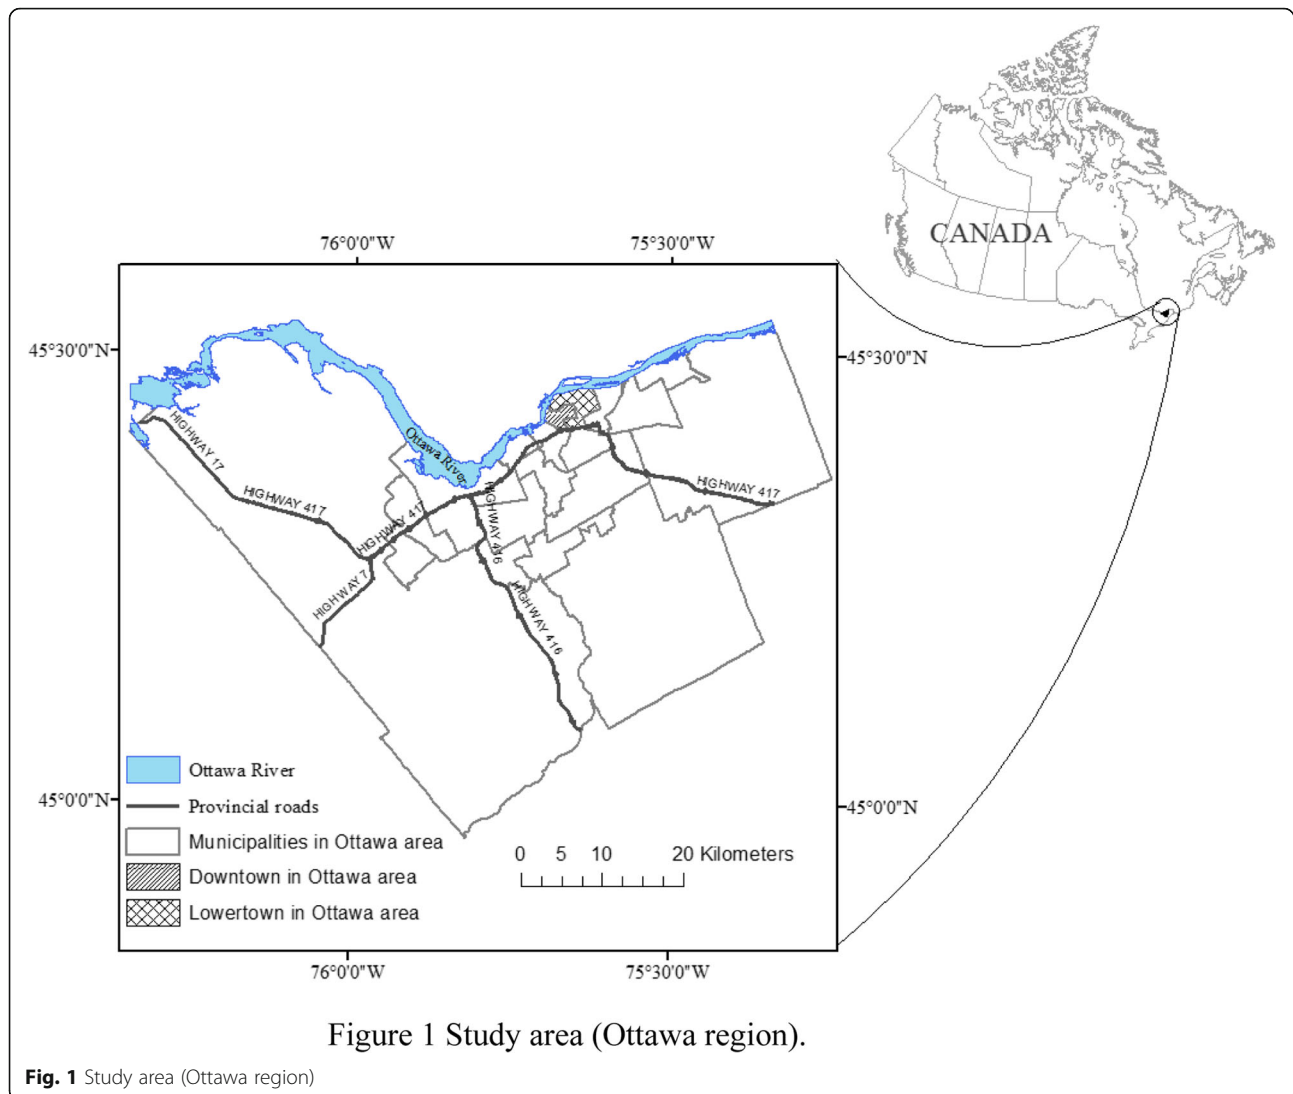 CANADA
76°0'0"W 75°30'0"W
45°30'0"N
45°30'0"N
Ottawa River
HIGHWAY 17
HIGHWAY 417
HIGHWAY 417
HIGHWAY 417
HIGHWAY 416
HIGHWAY 7
HIGHWAY 416
Ottawa River
Provincial roads
Municipalities in Ottawa area
Downtown in Ottawa area
Lowertown in Ottawa area
45°0'0"N
45°0'0"N
0 5 10 20 Kilometers
76°0'0"W 75°30'0"W
Figure 1 Study area (Ottawa region).
Fig. 1 Study area (Ottawa region)